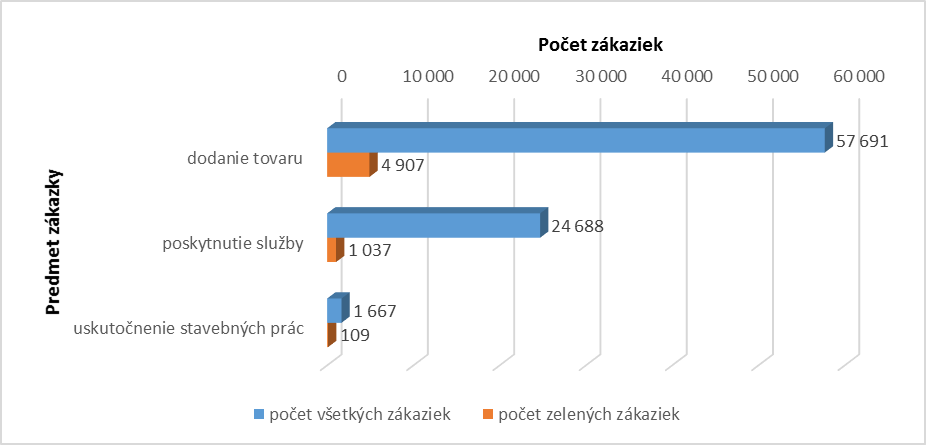 Počet zákaziek
0 10 000 20 000 30 000 40 000 50 000 60 000
Predmet zákazky
dodanie tovaru
57 691
4 907
poskytnutie služby
24 688
1 037
uskutočnenie stavebných prác
1 667
109
počet všetkých zákaziek počet zelených zákaziek